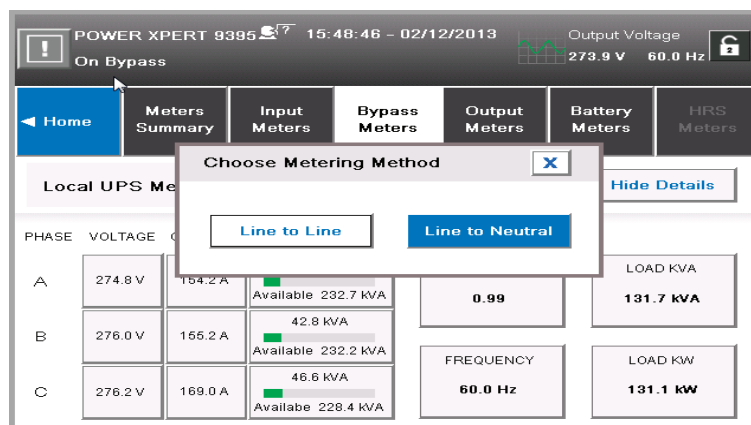 POWER XPERT 9395 ? 15:48:46 - 02/12/2013
On Bypass
Output Voltage
273.9 V 60.0 Hz
2
Home
Meters Summary
Input Meters
Bypass Meters
Output Meters
Battery Meters
HRS Meters
Local UPS
Hide Details
Choose Metering Method
X
Line to Line
Line to Neutral
PHASE VOLTAGE
A 274.8 V 154.2 A
Available 232.7 kVA
0.99
LOAD KVA
131.7 kVA
B 276.0 V 155.2 A
42.8 kVA
Available 232.2 kVA
C 276.2 V 169.0 A
46.6 kVA
Availabe 228.4 kVA
FREQUENCY
60.0 Hz
LOAD KW
131.1 kW